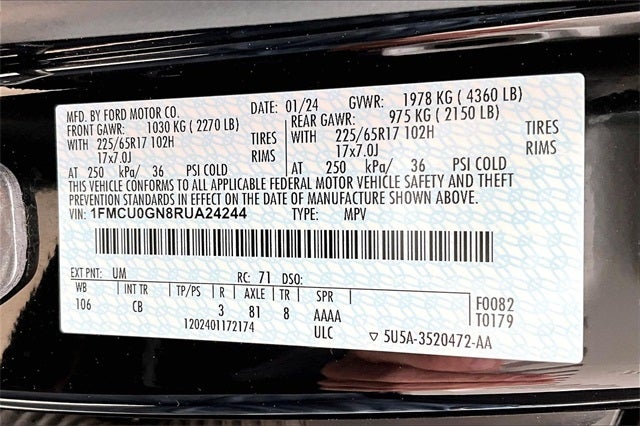 MFD. BY FORD MOTOR CO. DATE: 01/24 GVWR: 1978 KG ( 4360 LB)
FRONT GAWR: 1030 KG ( 2270 LB) REAR GAWR: 975 KG ( 2150 LB)
WITH 225/65R17 102H TIRES WITH 225/65R17 102H TIRES
17x7.0J RIMS 17x7.0J RIMS
AT 250 kPa/ 36 PSI COLD AT 250 kPa/ 36 PSI COLD
THIS VEHICLE CONFORMS TO ALL APPLICABLE FEDERAL MOTOR VEHICLE SAFETY AND THEFT
PREVENTION STANDARDS IN EFFECT ON THE DATE OF MANUFACTURE SHOWN ABOVE.
VIN: 1FMCU0GN8RUA24244 TYPE: MPV
EXT PNT: UM RC: 71 DSO:
WB INT TR TP/PS R AXLE TR SPR F0082
106 CB 3 81 8 AAAA T0179
1202401172174 ULC ▽ 5U5A-3520472-AA